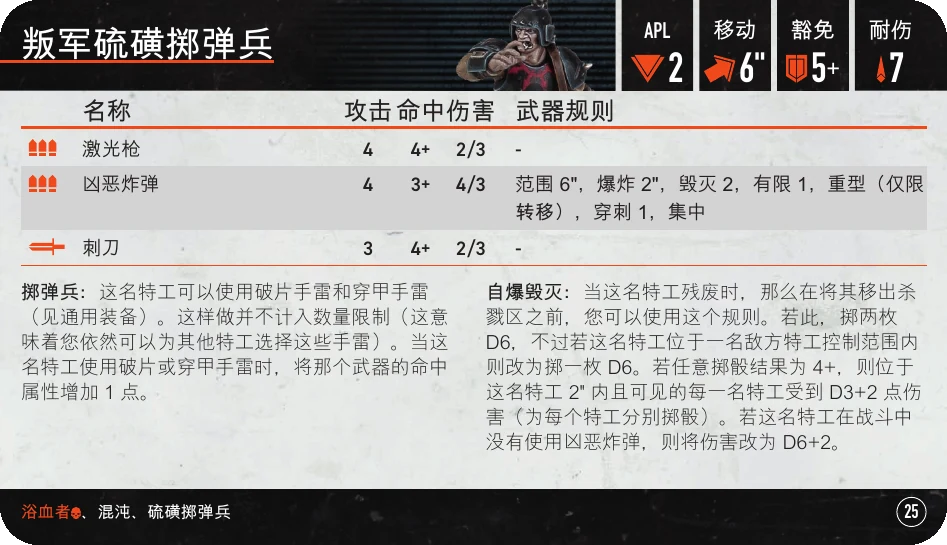 叛军硫磺掷弹兵
APL 移动 豁免 耐伤
2 6" 5+ 7
名称 攻击 命中 伤害 武器规则
激光枪 4 4+ 2/3 -
凶恶炸弹 4 3+ 4/3 范围 6"，爆炸 2"，毁灭 2，有限 1，重型（仅限
转移），穿刺 1，集中
刺刀 3 4+ 2/3 -
掷弹兵：这名特工可以使用破片手雷和穿甲手雷
（见通用装备）。这样做并不计入数量限制（这意
味着您依然可以为其他特工选择这些手雷）。当这
名特工使用破片或穿甲手雷时，将那个武器的命中
属性增加 1 点。
自爆毁灭：当这名特工残废时，那么在将其移出杀
戮区之前，您可以使用这个规则。若此，掷两枚
D6，不过若这名特工位于一名敌方特工控制范围内
则改为掷一枚 D6。若任意掷骰结果为 4+，则位于
这名特工 2" 内且可见的每一名特工受到 D3+2 点伤
害（为每个特工分别掷骰）。若这名特工在战斗中
没有使用凶恶炸弹，则将伤害改为 D6+2。
浴血者、混沌、硫磺掷弹兵
25